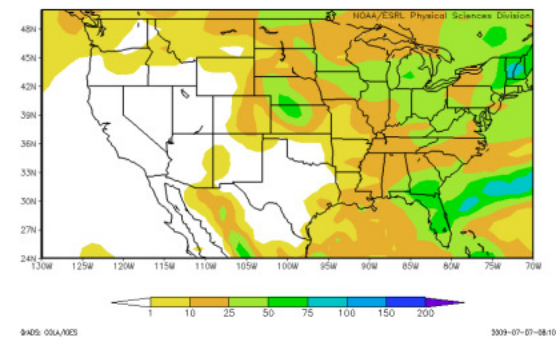 NOAA/ESRL Physical Sciences Division
48N
45N
42N
39N
36N
33N
30N
27N
24N
130W 125W 120W 115W 110W 105W 100W 95W 90W 85W 80W 75W 70W
1 10 25 50 75 100 150 200
GrADS: COLA/IGES 2009-07-07-08:10